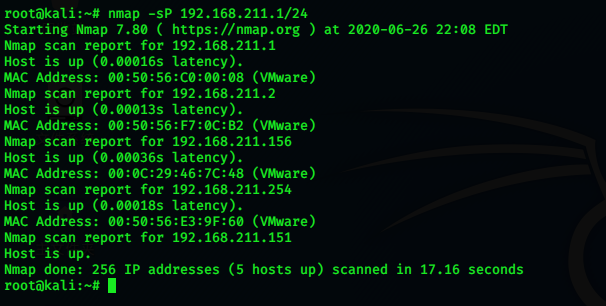 root@kali:~# nmap -sP 192.168.211.1/24
Starting Nmap 7.80 ( https://nmap.org ) at 2020-06-26 22:08 EDT
Nmap scan report for 192.168.211.1
Host is up (0.00016s latency).
MAC Address: 00:50:56:C0:00:08 (VMware)
Nmap scan report for 192.168.211.2
Host is up (0.00013s latency).
MAC Address: 00:50:56:F7:0C:B2 (VMware)
Nmap scan report for 192.168.211.156
Host is up (0.00036s latency).
MAC Address: 00:0C:29:46:7C:48 (VMware)
Nmap scan report for 192.168.211.254
Host is up (0.00018s latency).
MAC Address: 00:50:56:E3:9F:60 (VMware)
Nmap scan report for 192.168.211.151
Host is up.
Nmap done: 256 IP addresses (5 hosts up) scanned in 17.16 seconds
root@kali:~#